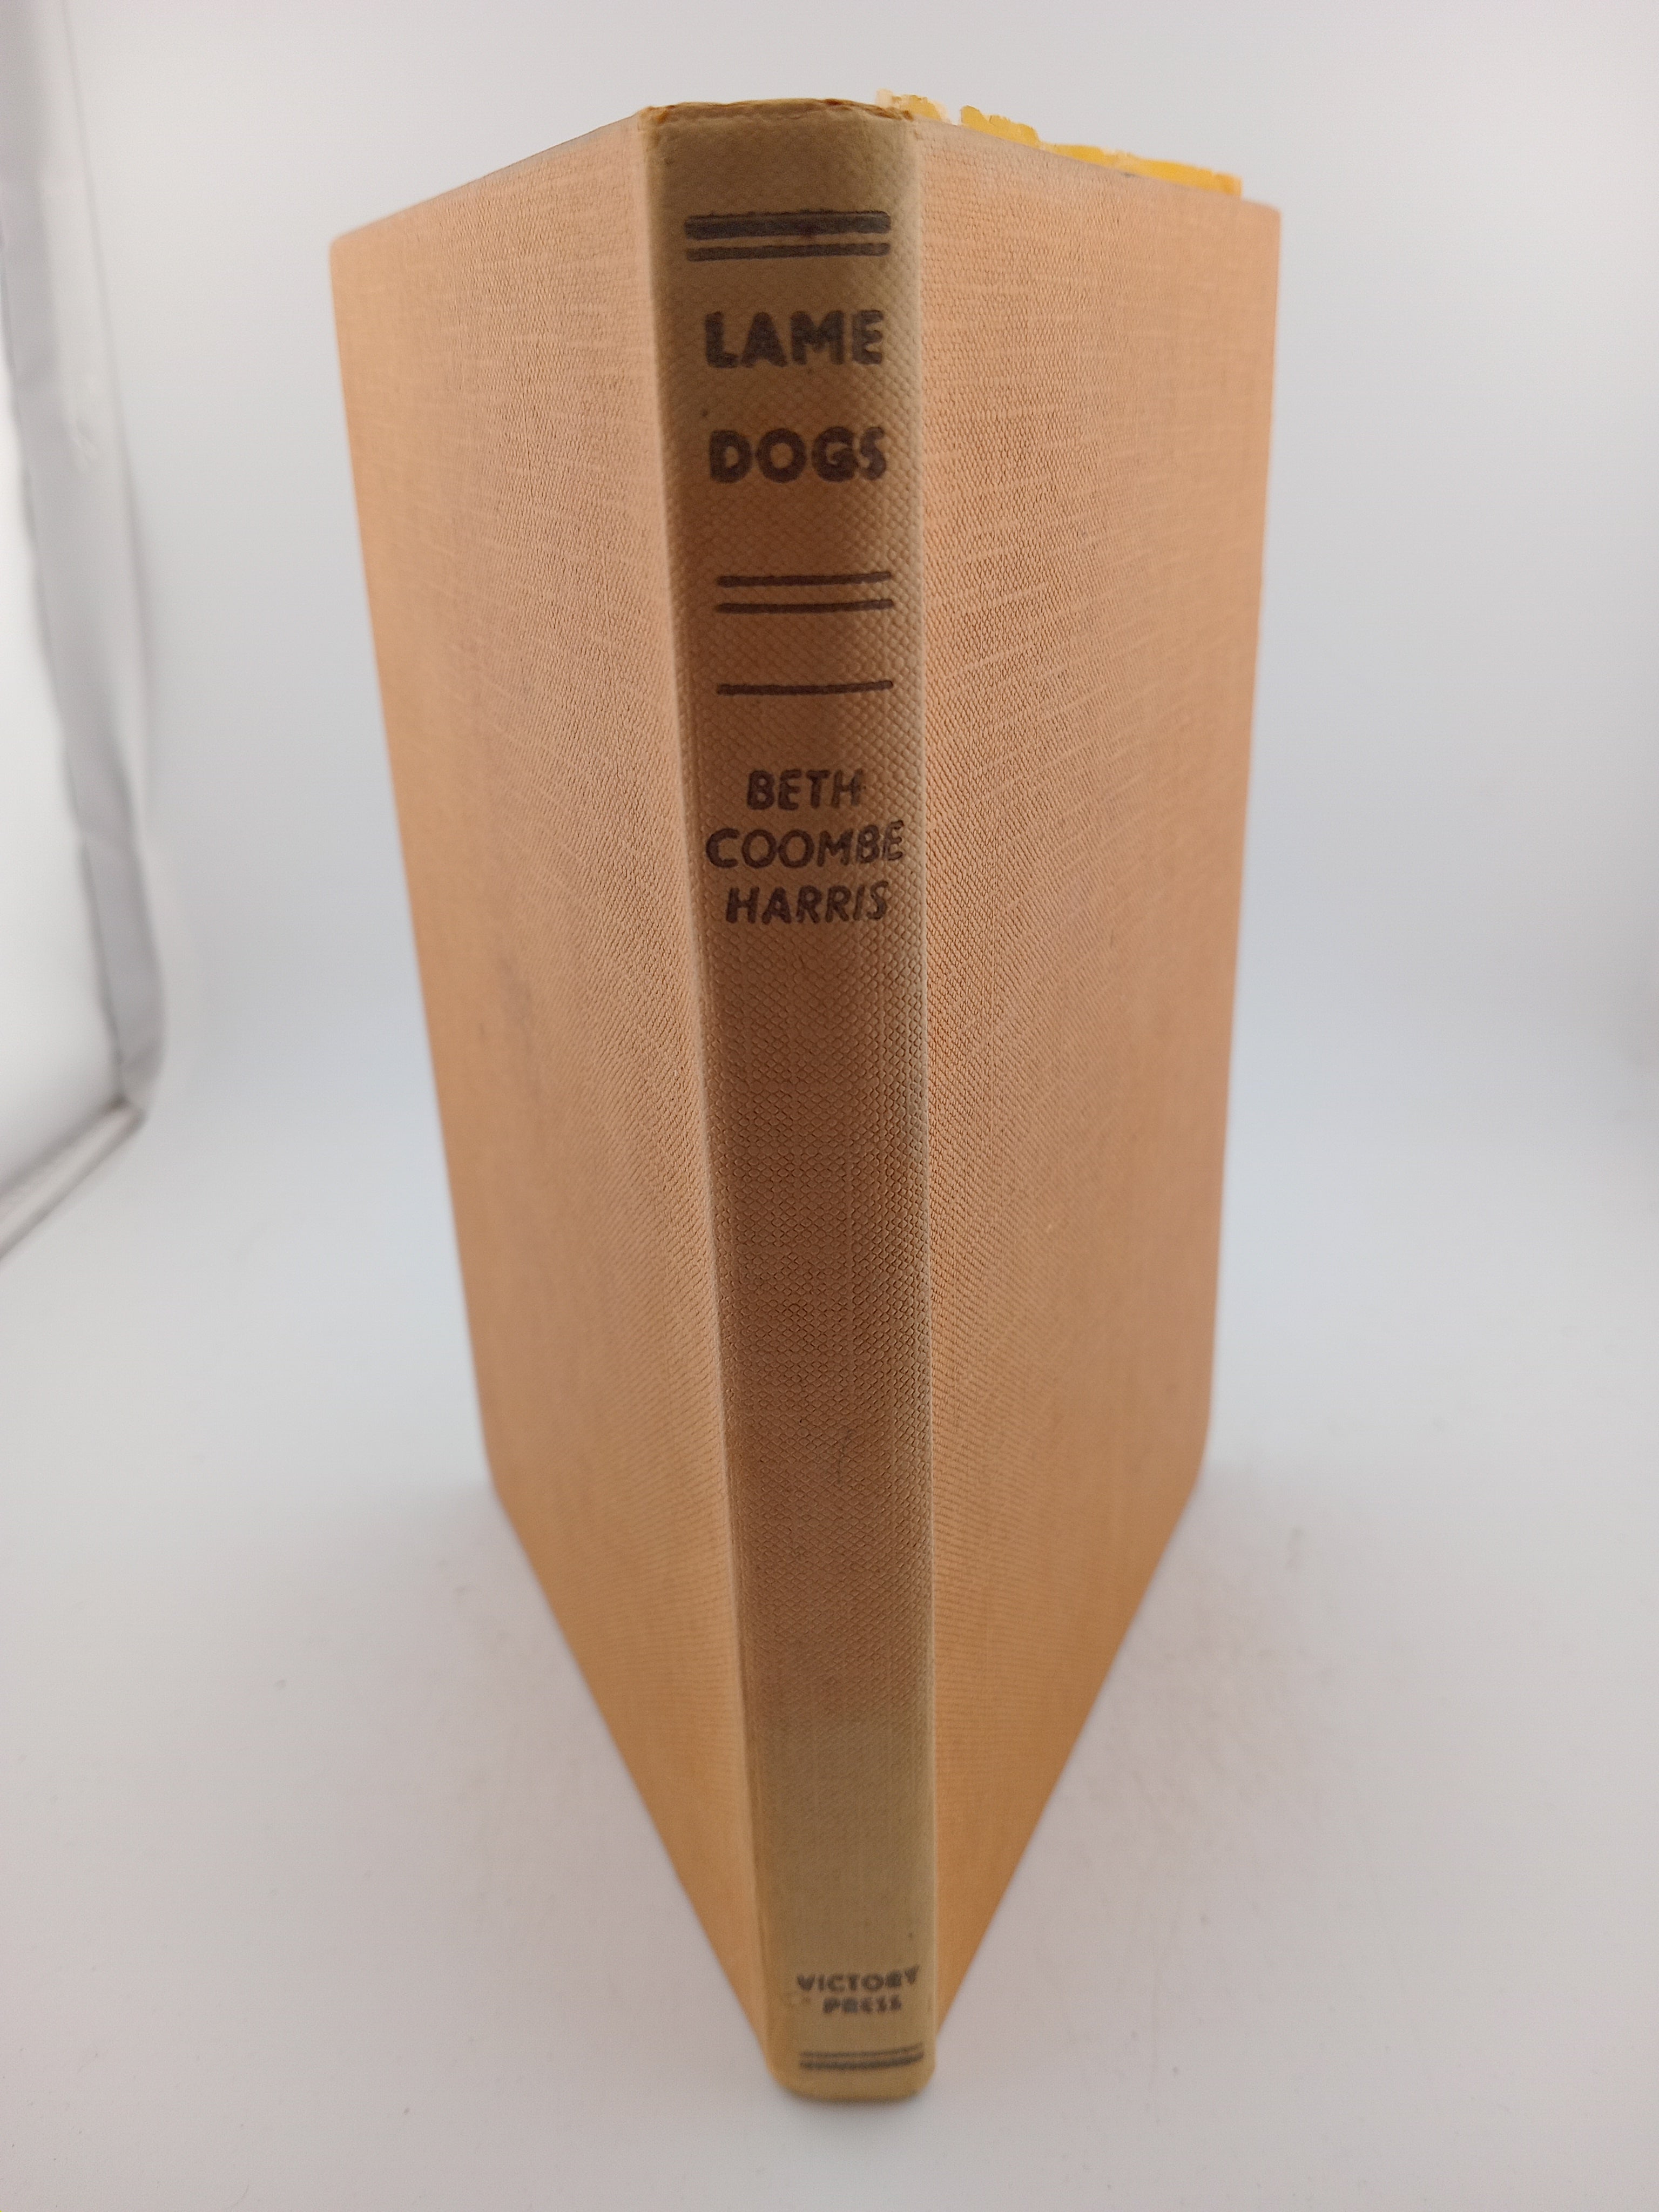 LAME
DOGS
BETH
COOMBE
HARRIS
VICTORY
PRESS